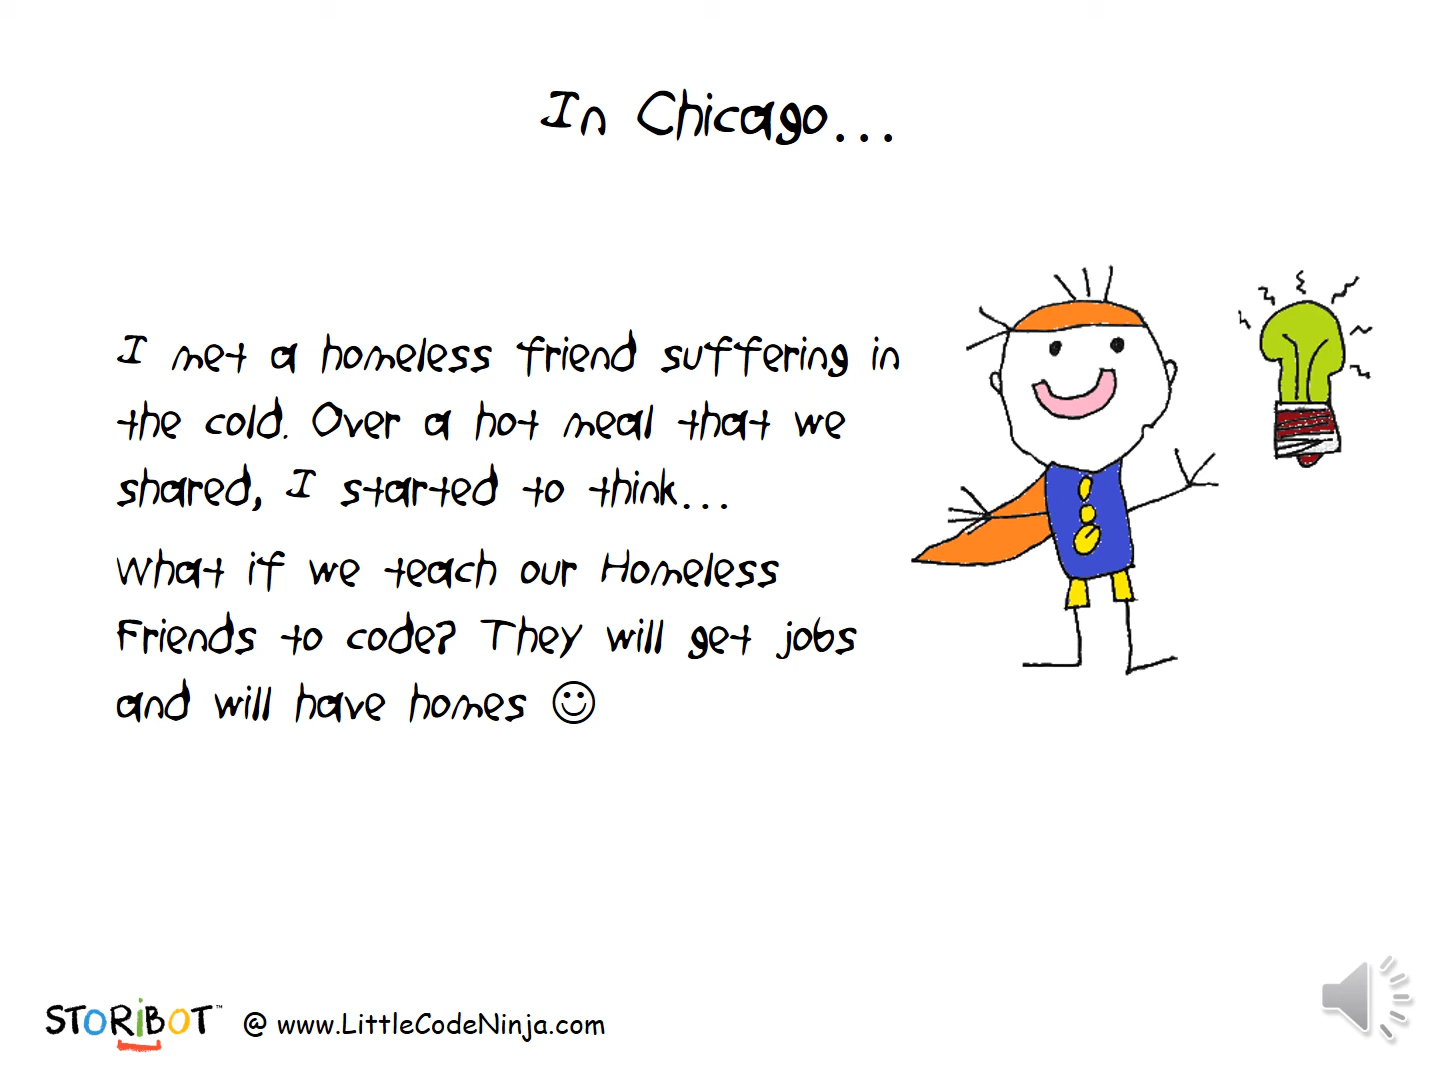 In Chicago...
I met a homeless friend suffering in
the cold. Over a hot meal that we
shared, I started to think...
What if we teach our Homeless
Friends to code? They will get jobs
and will have homes ☺
STORiBOT™ @ www.LittleCodeNinja.com